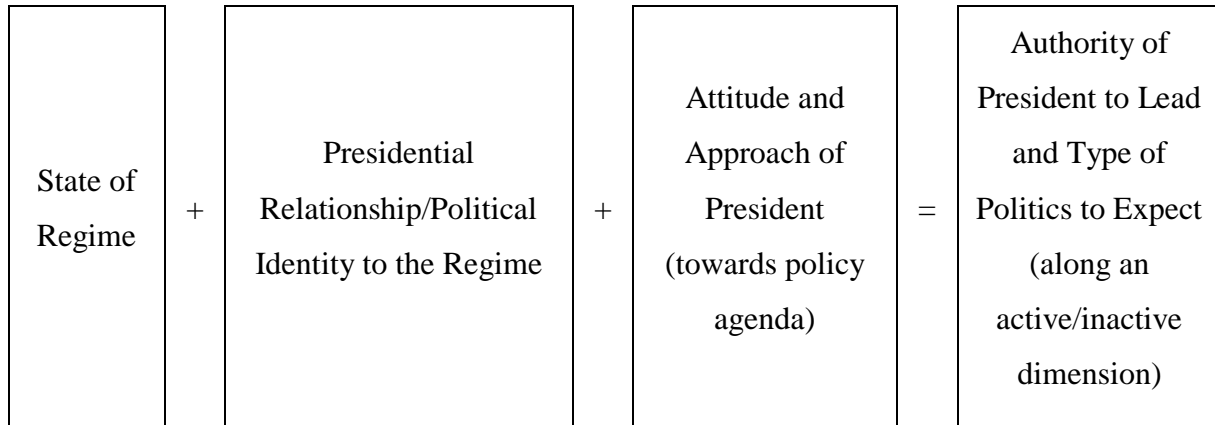 State of
Regime
+
Presidential
Relationship/Political
Identity to the Regime
+
Attitude and
Approach of
President
(towards policy
agenda)
=
Authority of
President to Lead
and Type of
Politics to Expect
(along an
active/inactive
dimension)